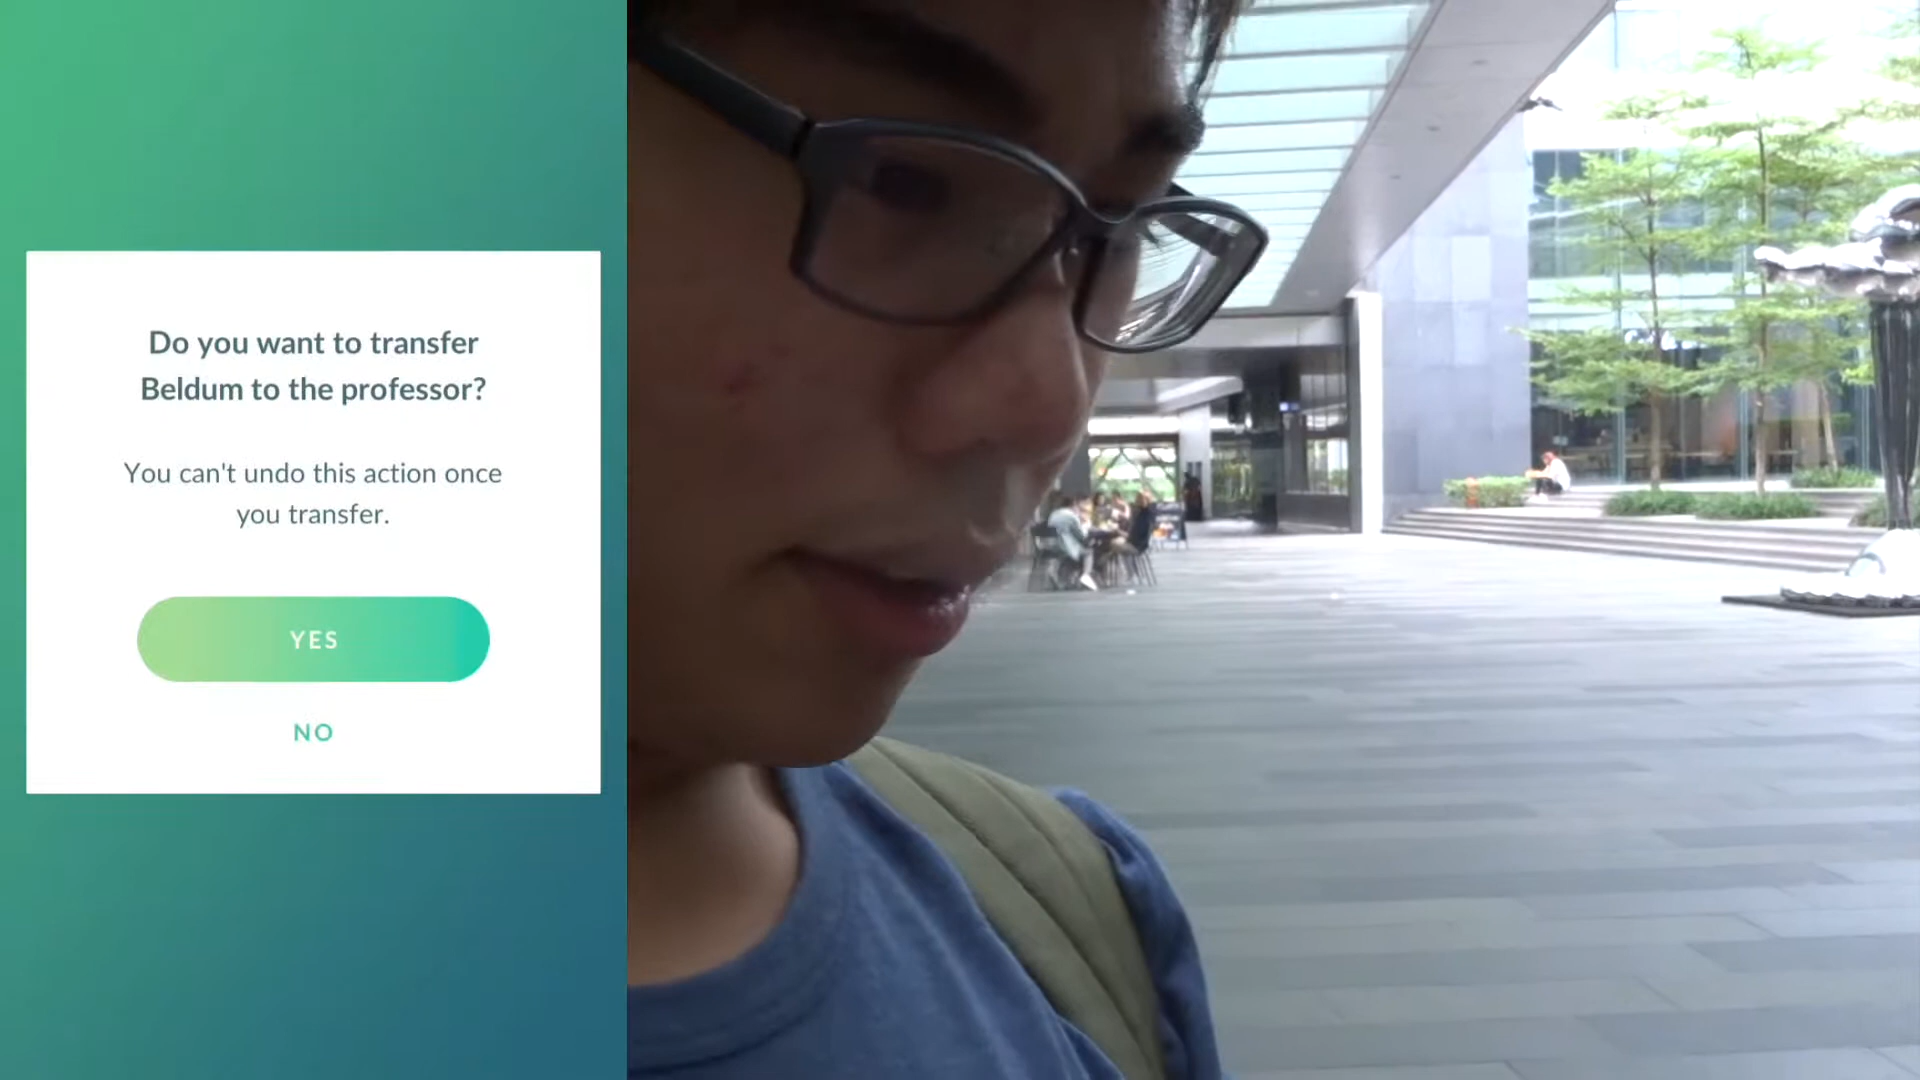 Do you want to transfer
Beldum to the professor?
You can't undo this action once
you transfer.
YES
NO